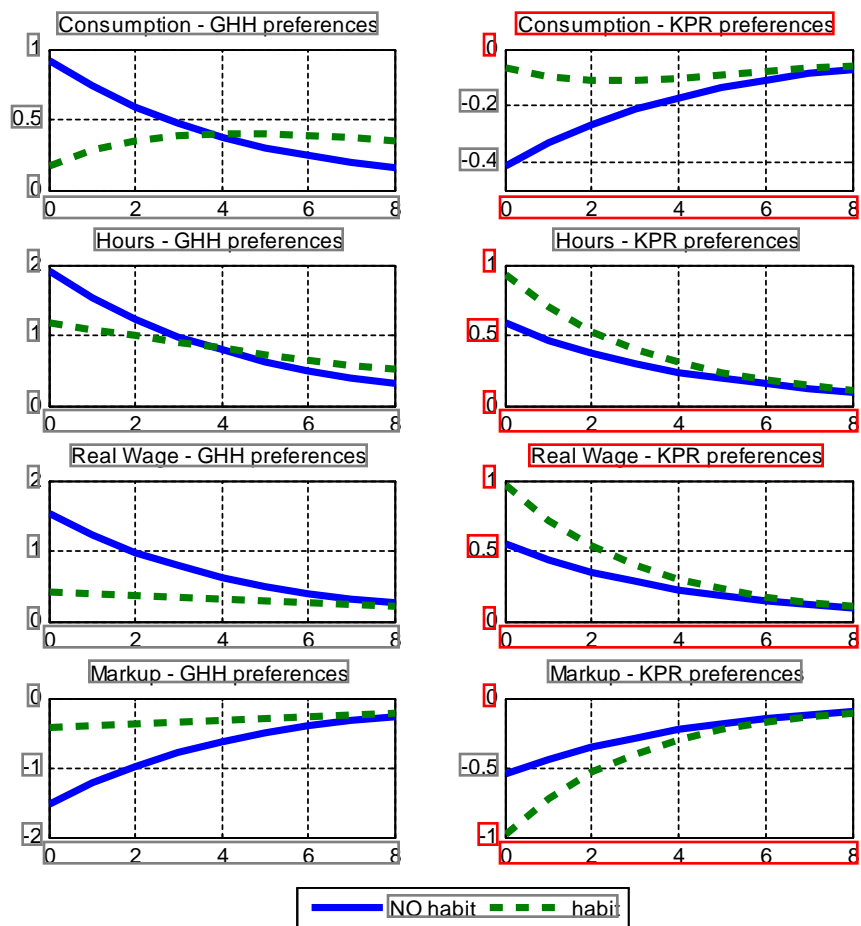 Consumption - GHH preferences
1
0.5
0
0 2 4 6 8
Consumption - KPR preferences
0
-0.2
-0.4
0 2 4 6 8
Hours - GHH preferences
2
1
0
0 2 4 6 8
Hours - KPR preferences
1
0.5
0
0 2 4 6 8
Real Wage - GHH preferences
2
1
0
0 2 4 6 8
Real Wage - KPR preferences
1
0.5
0
0 2 4 6 8
Markup - GHH preferences
0
-1
-2
0 2 4 6 8
Markup - KPR preferences
0
-0.5
-1
0 2 4 6 8
NO habit habit